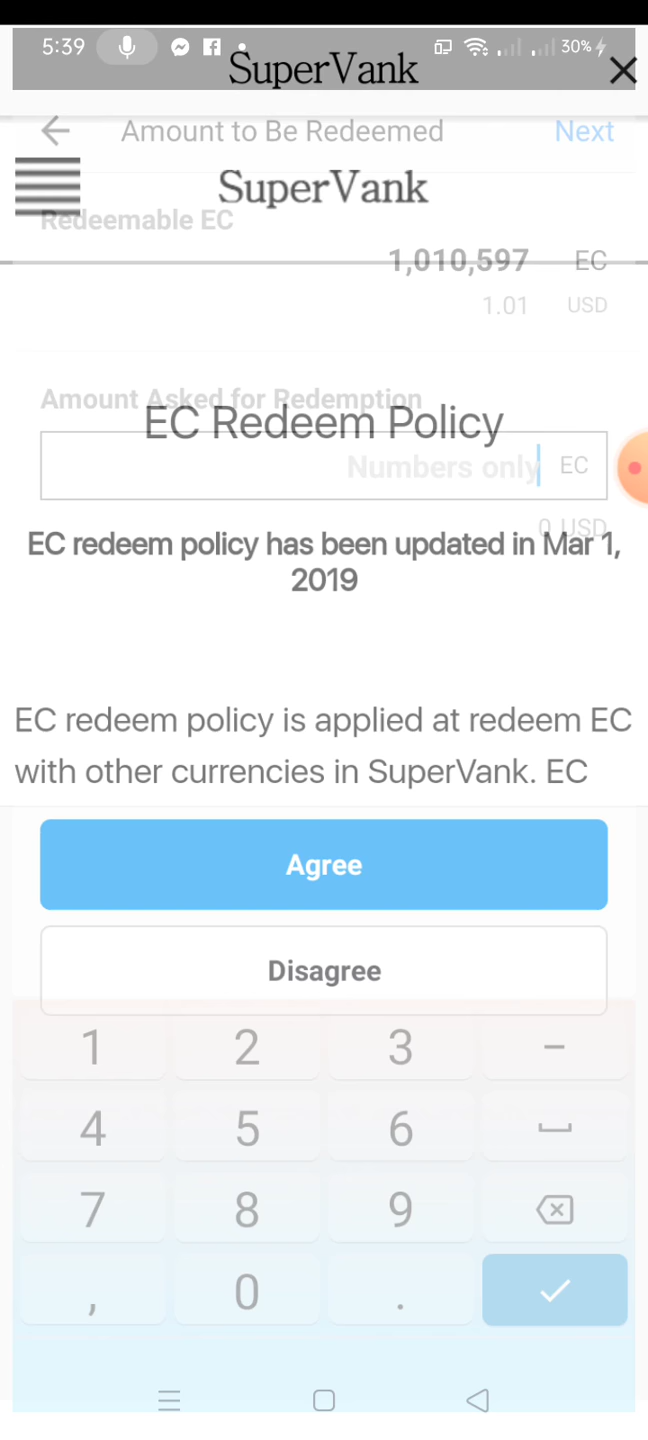 5:39
30%
SuperVank
Amount to Be Redeemed Next
SuperVank
Redeemable EC
1,010,597 EC
1.01 USD
Amount Asked for Redemption
EC Redeem Policy
Numbers only EC
0 USD
EC redeem policy has been updated in Mar 1,
2019
EC redeem policy is applied at redeem EC
with other currencies in SuperVank. EC
Agree
Disagree
1 2 3 –
4 5 6
7 8 9
, 0 .